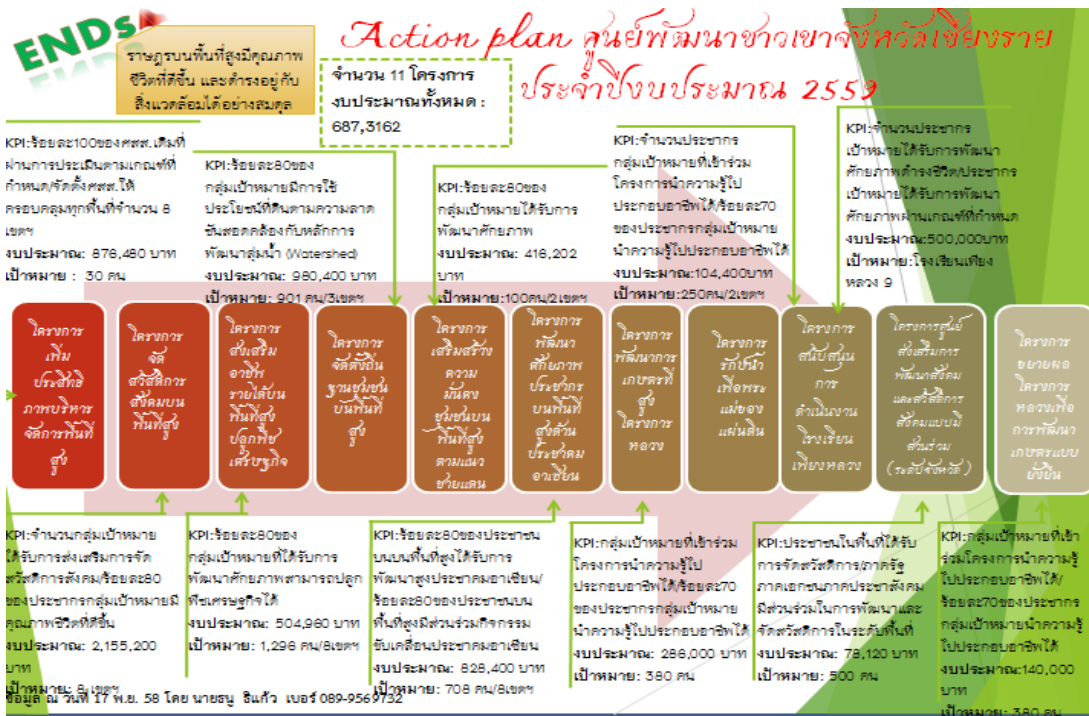 ENDs
ราษฎรบนพื้นที่สูงมีคุณภาพ
ชีวิตที่ดีขึ้น และดำรงอยู่กับ
สิ่งแวดล้อมได้อย่างสมดุล
Action plan ศูนย์พัฒนาชาวเขาจังหวัดเชียงราย
ประจำปีงบประมาณ 2559
จำนวน 11 โครงการ
งบประมาณทั้งหมด :
687,3162
KPI:ร้อยละ100ของศศส.เดิมที่
ผ่านการประเมินตามเกณฑ์ที่
กำหนด/จัดตั้งศศส.ให้
ครอบคลุมทุกพื้นที่จำนวน 8
เขตฯ
งบประมาณ: 876,480 บาท
เป้าหมาย : 30 คน
KPI:ร้อยละ80ของ
กลุ่มเป้าหมายมีการใช้
ประโยชน์ที่ดินตามความลาด
ชันสอดคล้องกับหลักการ
พัฒนาลุ่มน้ำ (Watershed)
งบประมาณ: 980,400 บาท
เป้าหมาย: 901 คน/3เขตฯ
KPI:ร้อยละ80ของ
กลุ่มเป้าหมายได้รับการ
พัฒนาศักยภาพ
งบประมาณ: 416,202
บาท
เป้าหมาย:100คน/2เขตฯ
KPI:จำนวนประชากร
กลุ่มเป้าหมายที่เข้าร่วม
โครงการนำความรู้ไป
ประกอบอาชีพได้/ร้อยละ70
ของประชากรกลุ่มเป้าหมาย
นำความรู้ไปประกอบอาชีพได้
งบประมาณ:104,400บาท
เป้าหมาย:250คน/2เขตฯ
KPI:จำนวนประชากร
เป้าหมายได้รับการพัฒนา
ศักยภาพดำรงชีวิต/ประชากร
เป้าหมายได้รับการพัฒนา
ศักยภาพผ่านเกณฑ์ที่กำหนด
งบประมาณ:500,000บาท
เป้าหมาย:โรงเรียนเพียง
หลวง 9
โครงการ
เพิ่ม
ประสิทธิ
ภาพบริหาร
จัดการพื้นที่
สูง
โครงการ
จัด
สวัสดิการ
สังคมบน
พื้นที่สูง
โครงการ
ส่งเสริม
อาชีพ
รายได้บน
พื้นที่สูง
ปลูกพืช
เศรษฐกิจ
โครงการ
จัดตั้งถิ่น
ฐานชุมชน
บนพื้นที่
สูง
โครงการ
เสริมสร้าง
ความ
มั่นคง
ชุมชนบน
พื้นที่สูง
ตามแนว
ชายแดน
โครงการ
พัฒนา
ศักยภาพ
ประชากร
บนพื้นที่
สูงด้าน
ประชาคม
อาเซียน
โครงการ
พัฒนาการ
เกษตรที่
สูง
โครงการ
หลวง
โครงการ
รักษ์น้ำ
เพื่อพระ
แม่ของ
แผ่นดิน
โครงการ
สนับสนุน
การ
ดำเนินงาน
โรงเรียน
เพียงหลวง
โครงการศูนย์
ส่งเสริมการ
พัฒนาสังคม
และสวัสดิการ
สังคมแบบมี
ส่วนร่วม
(ระดับจังหวัด)
โครงการ
ขยายผล
โครงการ
หลวงเพื่อ
การพัฒนา
เกษตรแบบ
ยั่งยืน
KPI:จำนวนกลุ่มเป้าหมาย
ได้รับการส่งเสริมการจัด
สวัสดิการสังคม/ร้อยละ80
ของประชากรกลุ่มเป้าหมายมี
คุณภาพชีวิตที่ดีขึ้น
งบประมาณ: 2,155,200
บาท
เป้าหมาย: 8 เขตฯ
KPI:ร้อยละ80ของ
กลุ่มเป้าหมายที่ได้รับการ
พัฒนาศักยภาพสามารถปลูก
พืชเศรษฐกิจได้
งบประมาณ: 504,960 บาท
เป้าหมาย: 1,296 คน/8เขตฯ
KPI:ร้อยละ80ของประชาชน
บนบนพื้นที่สูงได้รับการ
พัฒนาสูงประชาคมอาเซียน/
ร้อยละ80ของประชาชนบน
พื้นที่สูงมีส่วนร่วมกิจกรรม
ขับเคลื่อนประชาคมอาเซียน
งบประมาณ: 828,400 บาท
เป้าหมาย: 708 คน/8เขตฯ
KPI:กลุ่มเป้าหมายที่เข้าร่วม
โครงการนำความรู้ไป
ประกอบอาชีพได้/ร้อยละ70
ของประชากรกลุ่มเป้าหมาย
นำความรู้ไปประกอบอาชีพได้
งบประมาณ: 286,000 บาท
เป้าหมาย: 380 คน
KPI:ประชาชนในพื้นที่ได้รับ
การจัดสวัสดิการ/ภาครัฐ
ภาคเอกชนภาคประชาสังคม
มีส่วนร่วมในการพัฒนาและ
จัดสวัสดิการในระดับพื้นที่
งบประมาณ: 78,120 บาท
เป้าหมาย: 500 คน
KPI:กลุ่มเป้าหมายที่เข้า
ร่วมโครงการนำความรู้
ไปประกอบอาชีพได้/
ร้อยละ70ของประชากร
กลุ่มเป้าหมายนำความรู้
ไปประกอบอาชีพได้
งบประมาณ:140,000
บาท
เป้าหมาย: 380 คน
ข้อมูล ณ วันที่ 17 พ.ย. 58 โดย นายธนู ธิแก้ว เบอร์ 089-9569732